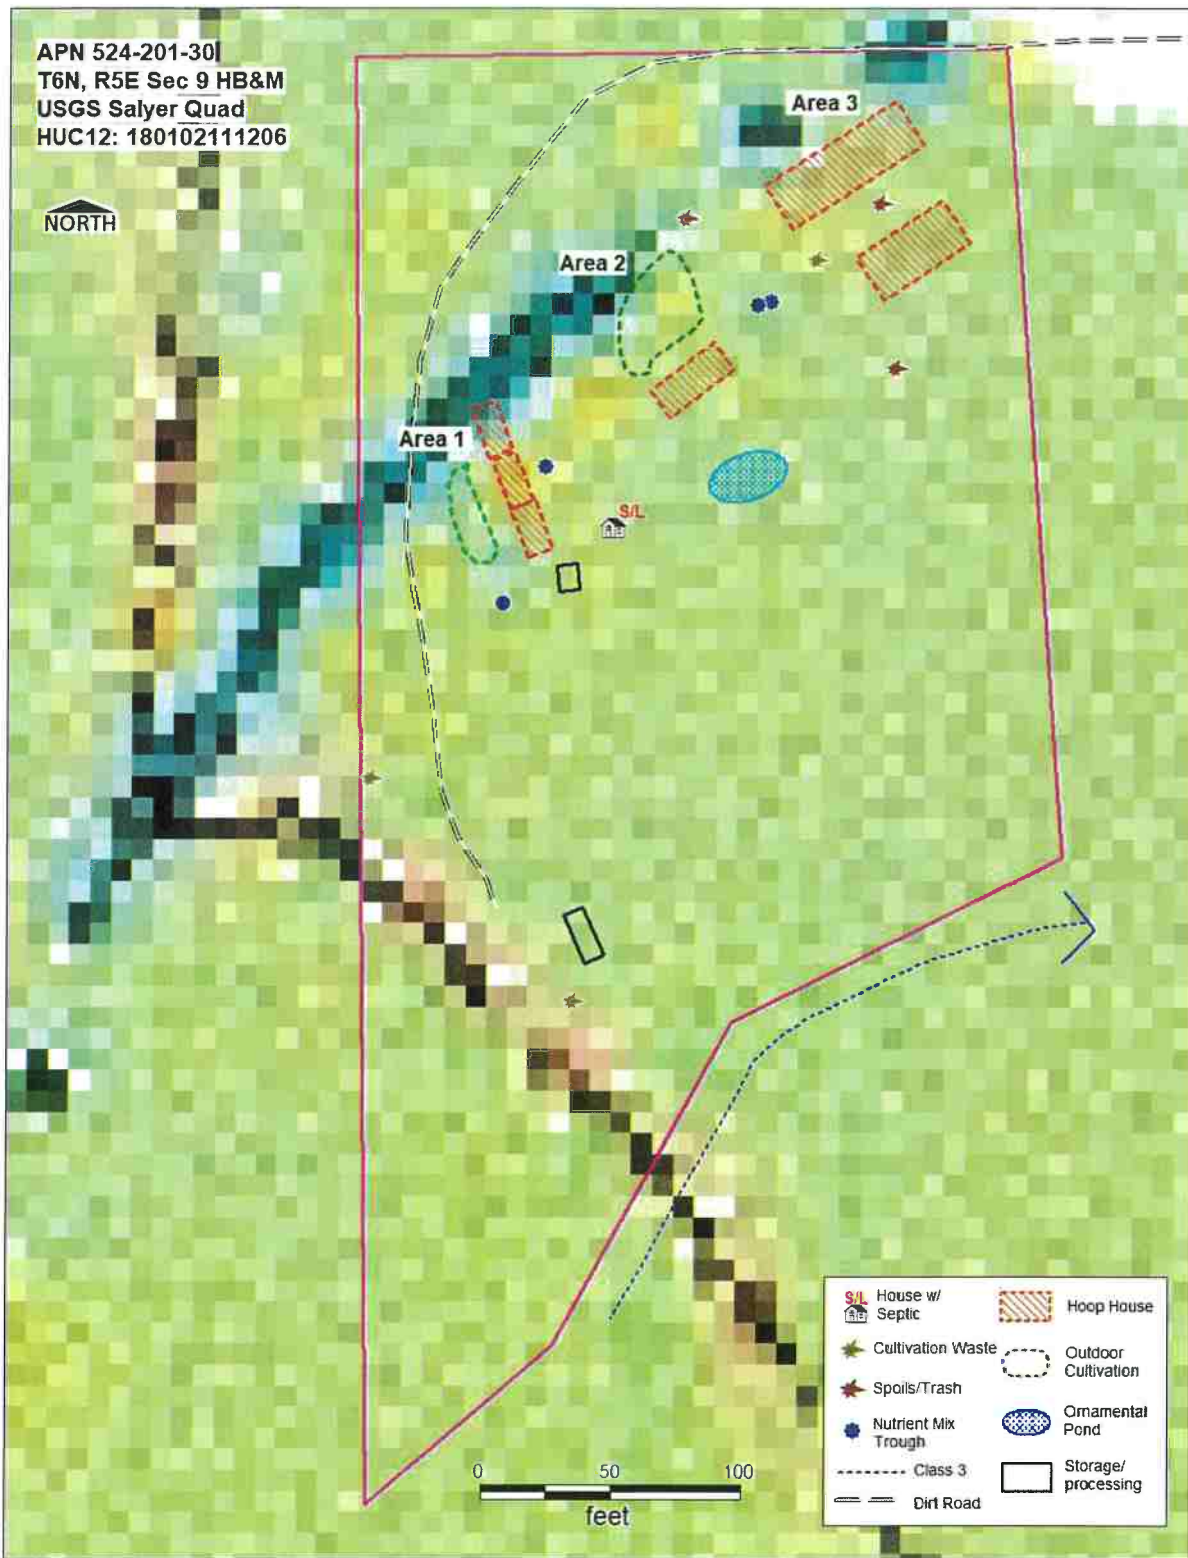 APN 524-201-30
T6N, R5E Sec 9 HB&M
USGS Salyer Quad
HUC12: 180102111206
NORTH
Area 3
Area 2
Area 1
S/L
S/L House w/
Septic
Hoop House
Cultivation Waste
Outdoor
Cultivation
Spoils/Trash
Nutrient Mix
Trough
Ornamental
Pond
Class 3
Storage/
processing
Dirt Road
0 50 100
feet